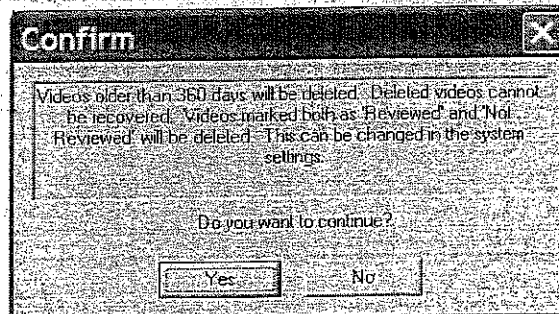 Confirm
Videos older than 360 days will be deleted. Deleted videos cannot
be recovered. Videos marked both as 'Reviewed' and 'Not
Reviewed' will be deleted. This can be changed in the system
settings.
Do you want to continue?
Yes
No